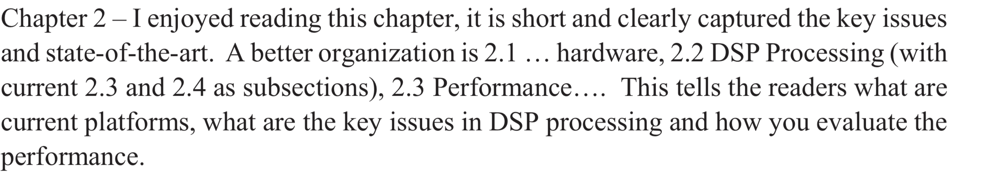 Chapter 2 – I enjoyed reading this chapter, it is short and clearly captured the key issues
and state-of-the-art.  A better organization is 2.1 … hardware, 2.2 DSP Processing (with
current 2.3 and 2.4 as subsections), 2.3 Performance….  This tells the readers what are
current platforms, what are the key issues in DSP processing and how you evaluate the
performance.